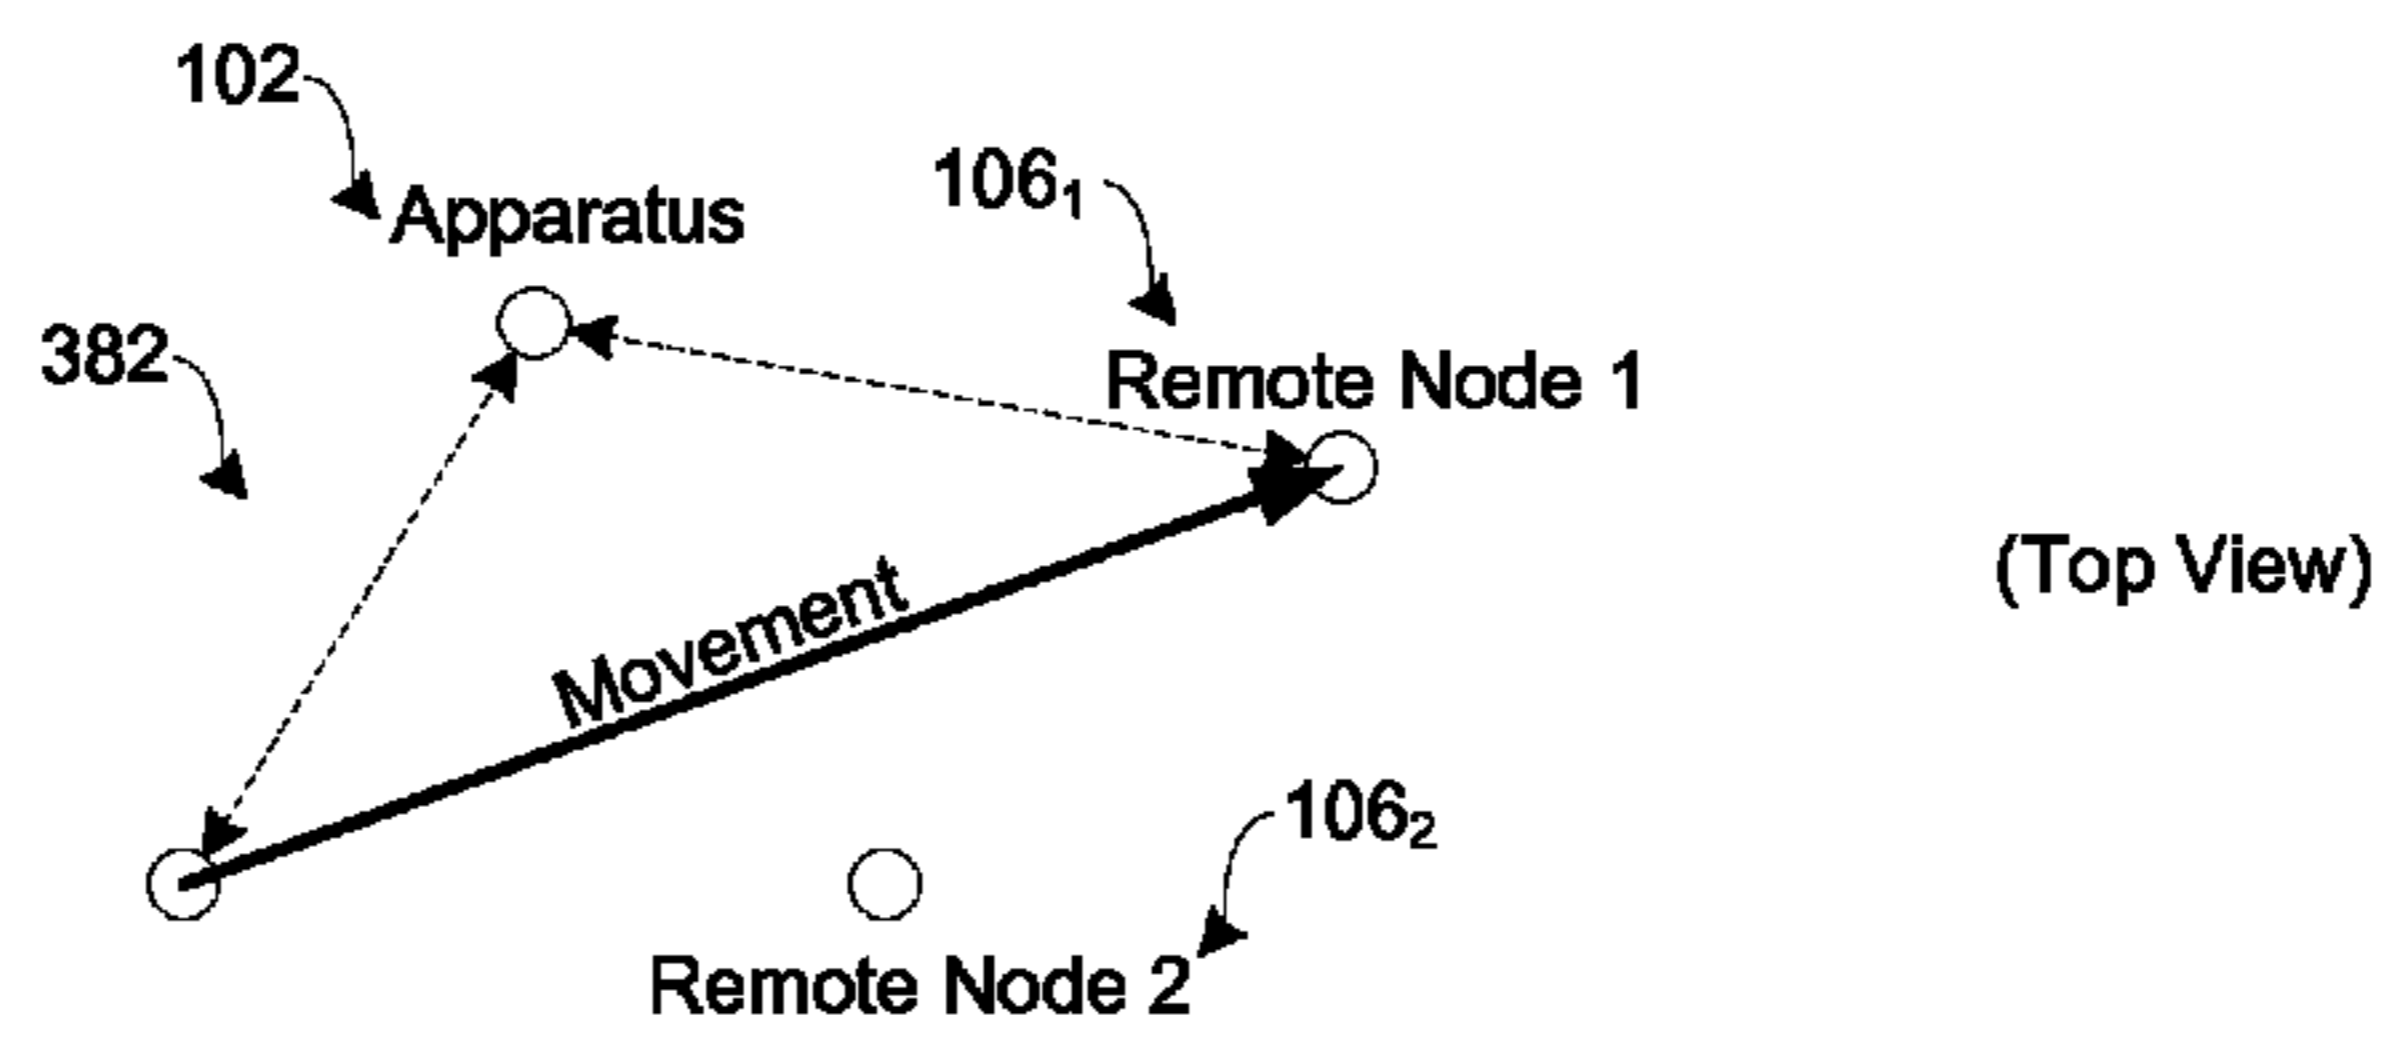 102
Apparatus
106₁
382
Remote Node 1
(Top View)
Movement
106₂
Remote Node 2